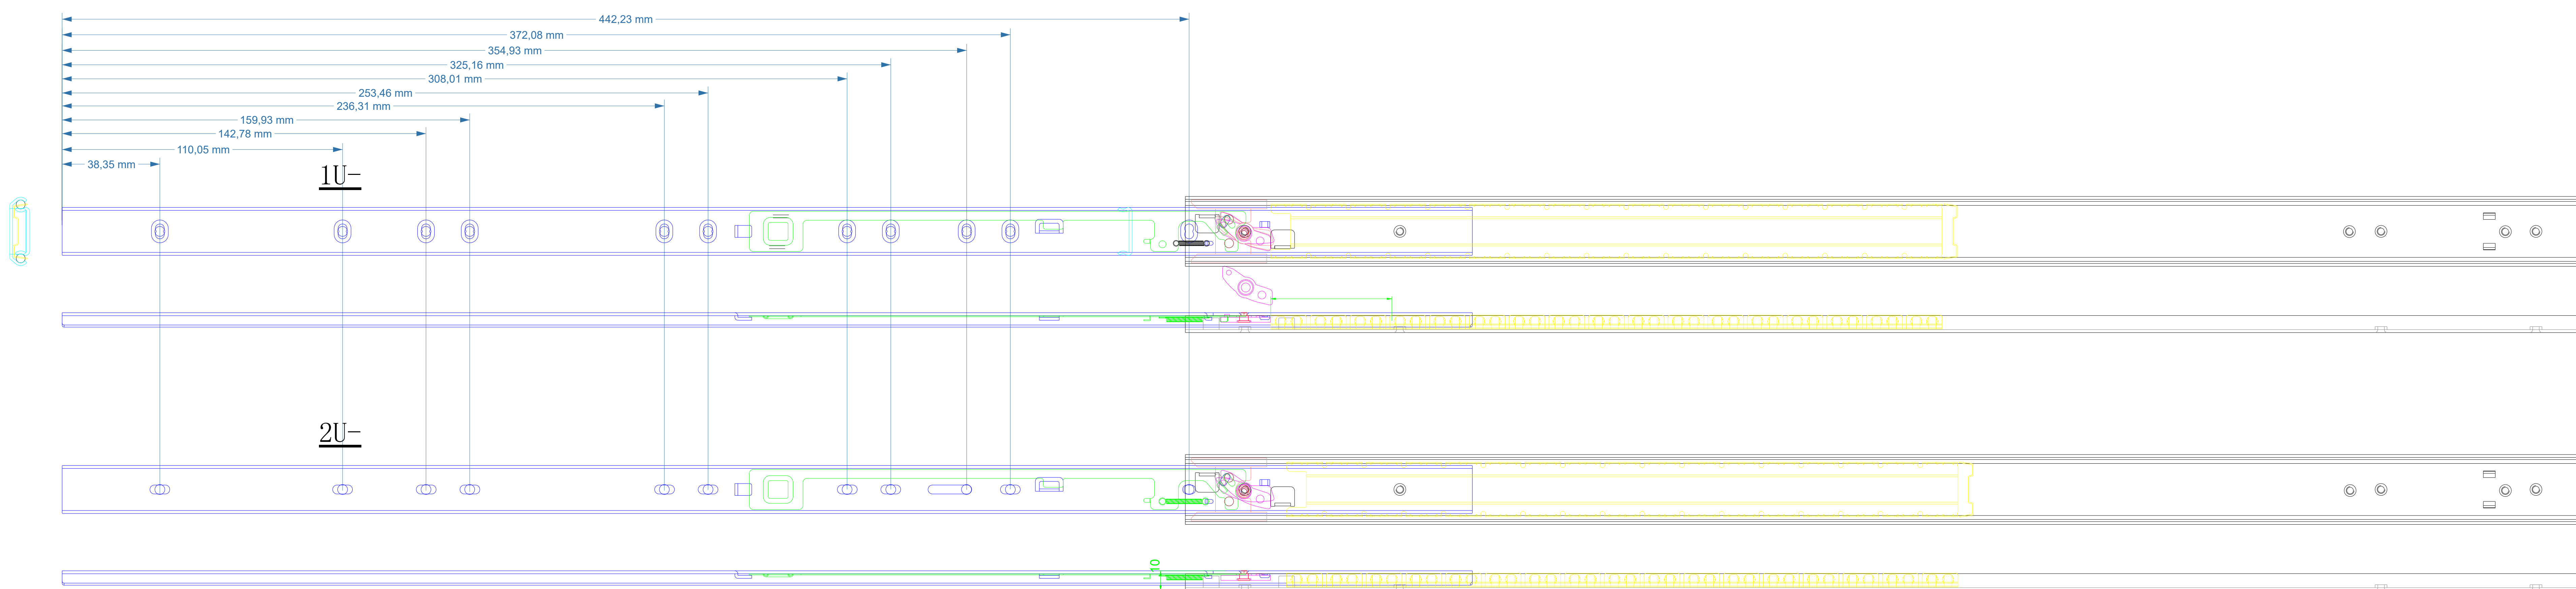 442,23 mm
372,08 mm
354,93 mm
325,16 mm
308,01 mm
253,46 mm
236,31 mm
159,93 mm
142,78 mm
110,05 mm
38,35 mm
1U-
2U-
10